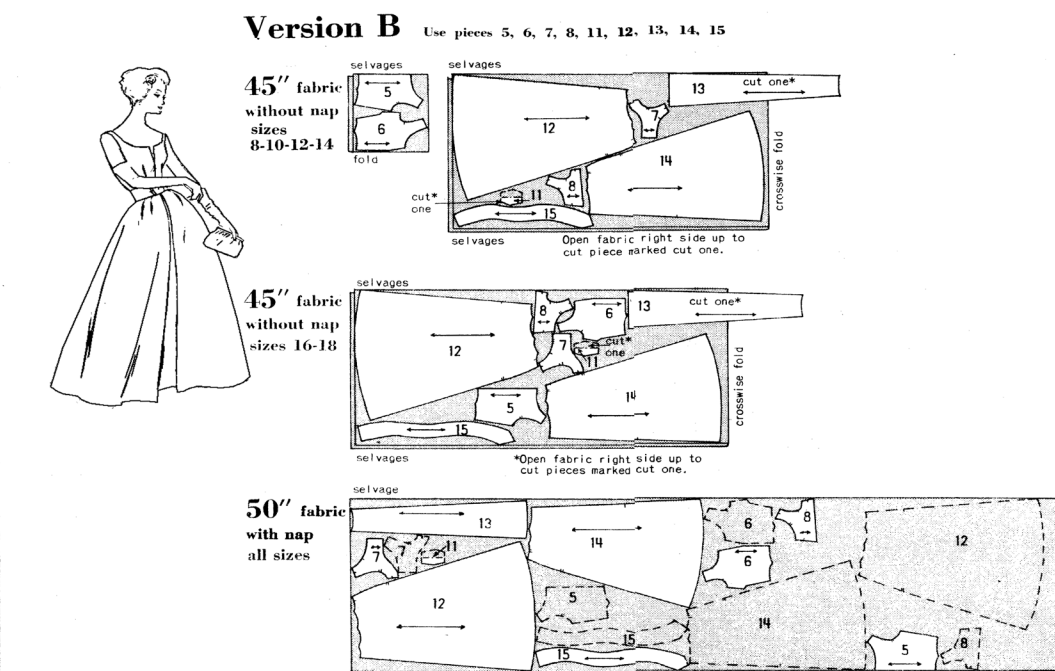 Version B Use pieces 5, 6, 7, 8, 11, 12, 13, 14, 15
45" fabric
without nap
sizes
8-10-12-14
selvages
5
6
fold
selvages
13 cut one*
7
12
14
8
11
cut*
one
15
crosswise fold
selvages
Open fabric right side up to
cut piece marked cut one.
45" fabric
without nap
sizes 16-18
selvages
8
6
13 cut one*
12
7
cut*
one
11
14
5
15
crosswise fold
selvages
*Open fabric right side up to
cut pieces marked cut one.
50" fabric
with nap
all sizes
selvage
13
14
6
8
12
7
7
7
11
6
12
5
14
15
15
5
8